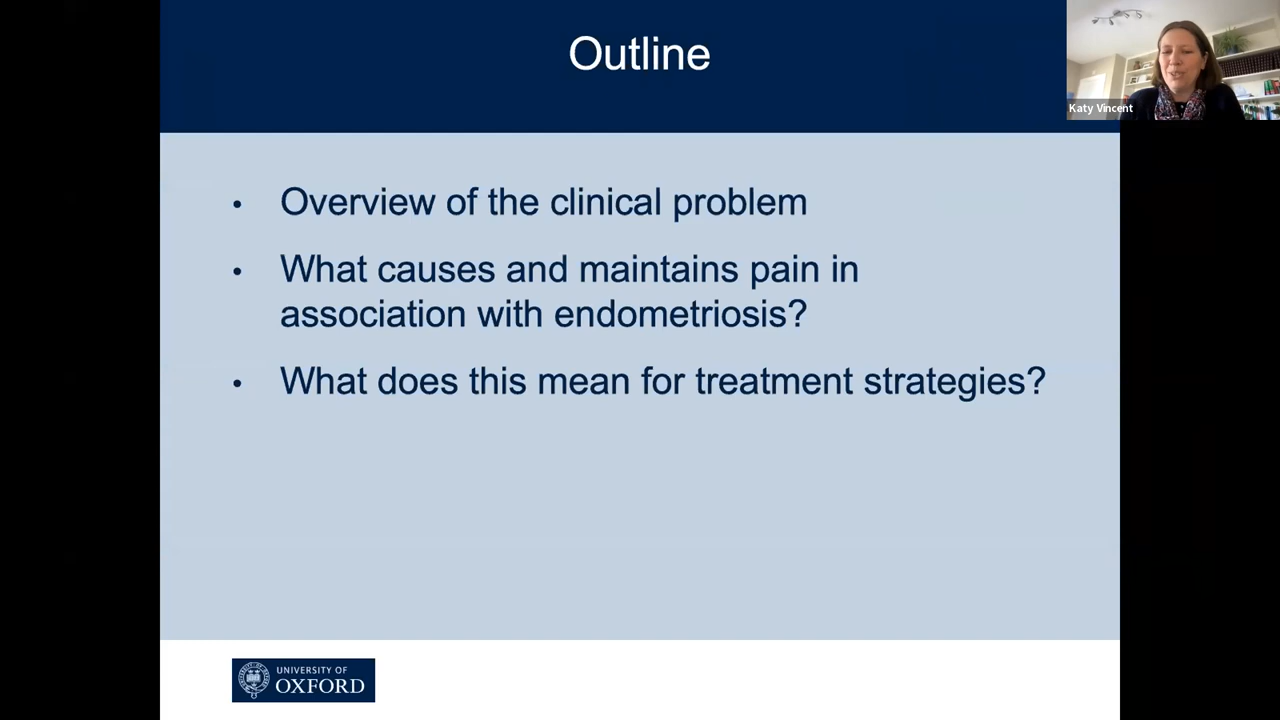 Outline
Katy Vincent
• Overview of the clinical problem
• What causes and maintains pain in
association with endometriosis?
• What does this mean for treatment strategies?
UNIVERSITY OF
OXFORD